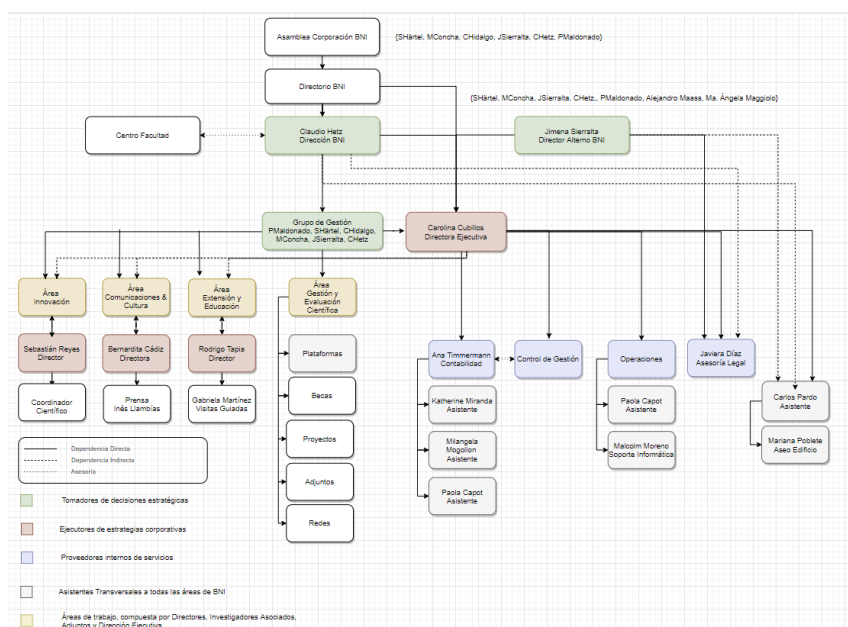 Asamblea Corporación BNI
{SHärtel, MConcha, CHidalgo, JSierralta, CHetz, PMaldonado}
Directorio BNI
{SHärtel, MConcha, JSierralta, CHetz,, PMaldonado, Alejandro Maass, Ma. Ángela Maggiolo}
Centro Facultad
Claudio Hetz
Dirección BNI
Jimena Sierralta
Director Alterno BNI
Grupo de Gestión
PMaldonado, SHärtel, CHidalgo,
MConcha, JSierralta, CHetz
Carolina Cubillos
Directora Ejecutiva
Área
Innovación
Área
Comunicaciones &
Cultura
Área
Extensión y
Educación
Área
Gestión y
Evaluación
Científica
Sebastián Reyes
Director
Bernardita Cádiz
Directora
Rodrigo Tapia
Director
Plataformas
Ana Timmermann
Contabilidad
Control de Gestión
Operaciones
Javiera Díaz
Asesoría Legal
Coordinador
Científico
Prensa
Inés Llambías
Gabriela Martínez
Visitas Guiadas
Becas
Katherine Miranda
Asistente
Paola Capot
Asistente
Carlos Pardo
Asistente
Proyectos
Milangela
Mogollon
Asistente
Malcolm Moreno
Soporte Informática
Mariana Poblete
Aseo Edificio
Adjuntos
Paola Capot
Asistente
Redes
Dependencia Directa
Dependencia Indirecta
Asesoría
Tomadores de decisiones estratégicas
Ejecutores de estrategias corporativas
Proveedores internos de servicios
Asistentes Transversales a todas las áreas de BNI
Áreas de trabajo, compuesta por Directores, Investigadores Asociados,
Adjuntos y Dirección Ejecutiva